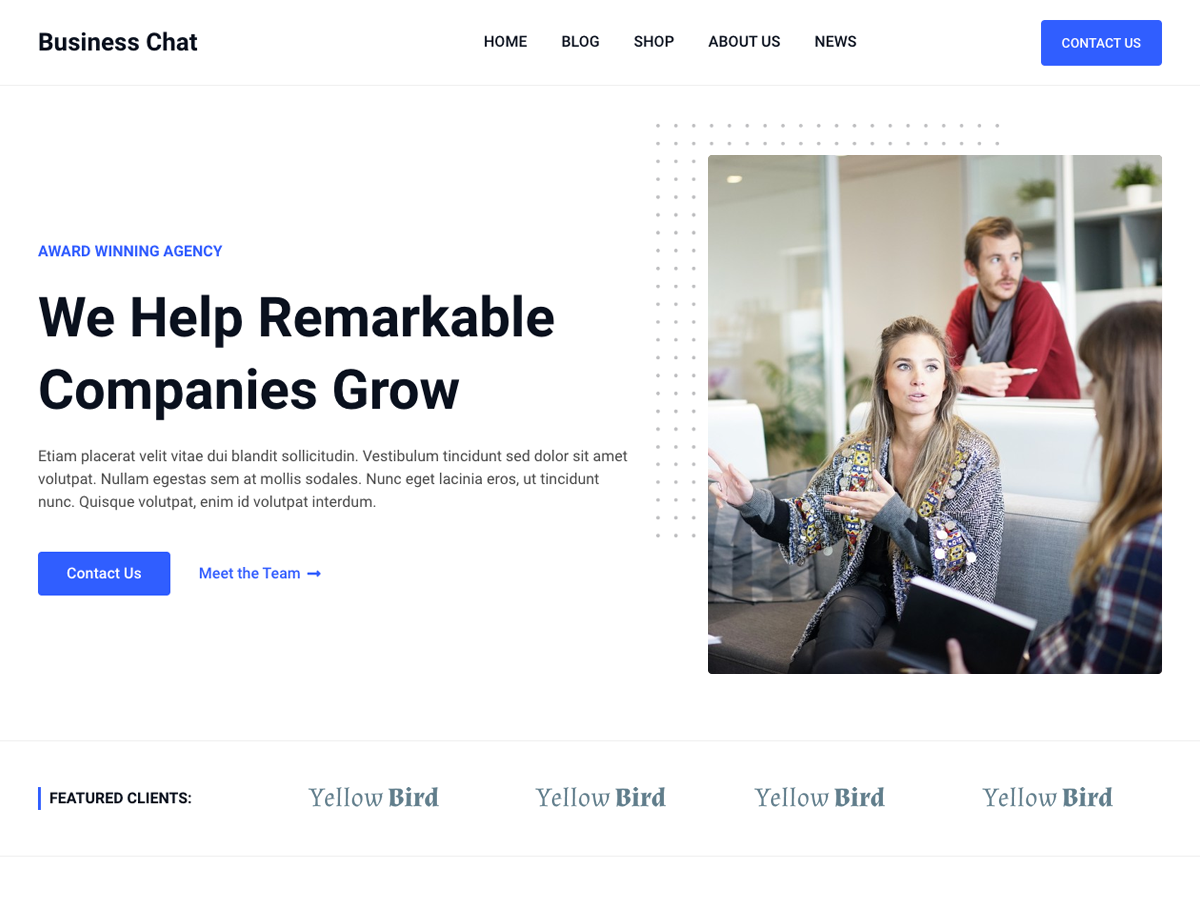 Business Chat
HOME
BLOG
SHOP
ABOUT US
NEWS
CONTACT US
AWARD WINNING AGENCY
We Help Remarkable
Companies Grow
Etiam placerat velit vitae dui blandit sollicitudin. Vestibulum tincidunt sed dolor sit amet
volutpat. Nullam egestas sem at mollis sodales. Nunc eget lacinia eros, ut tincidunt
nunc. Quisque volutpat, enim id volutpat interdum.
Contact Us
Meet the Team
FEATURED CLIENTS:
Yellow Bird
Yellow Bird
Yellow Bird
Yellow Bird